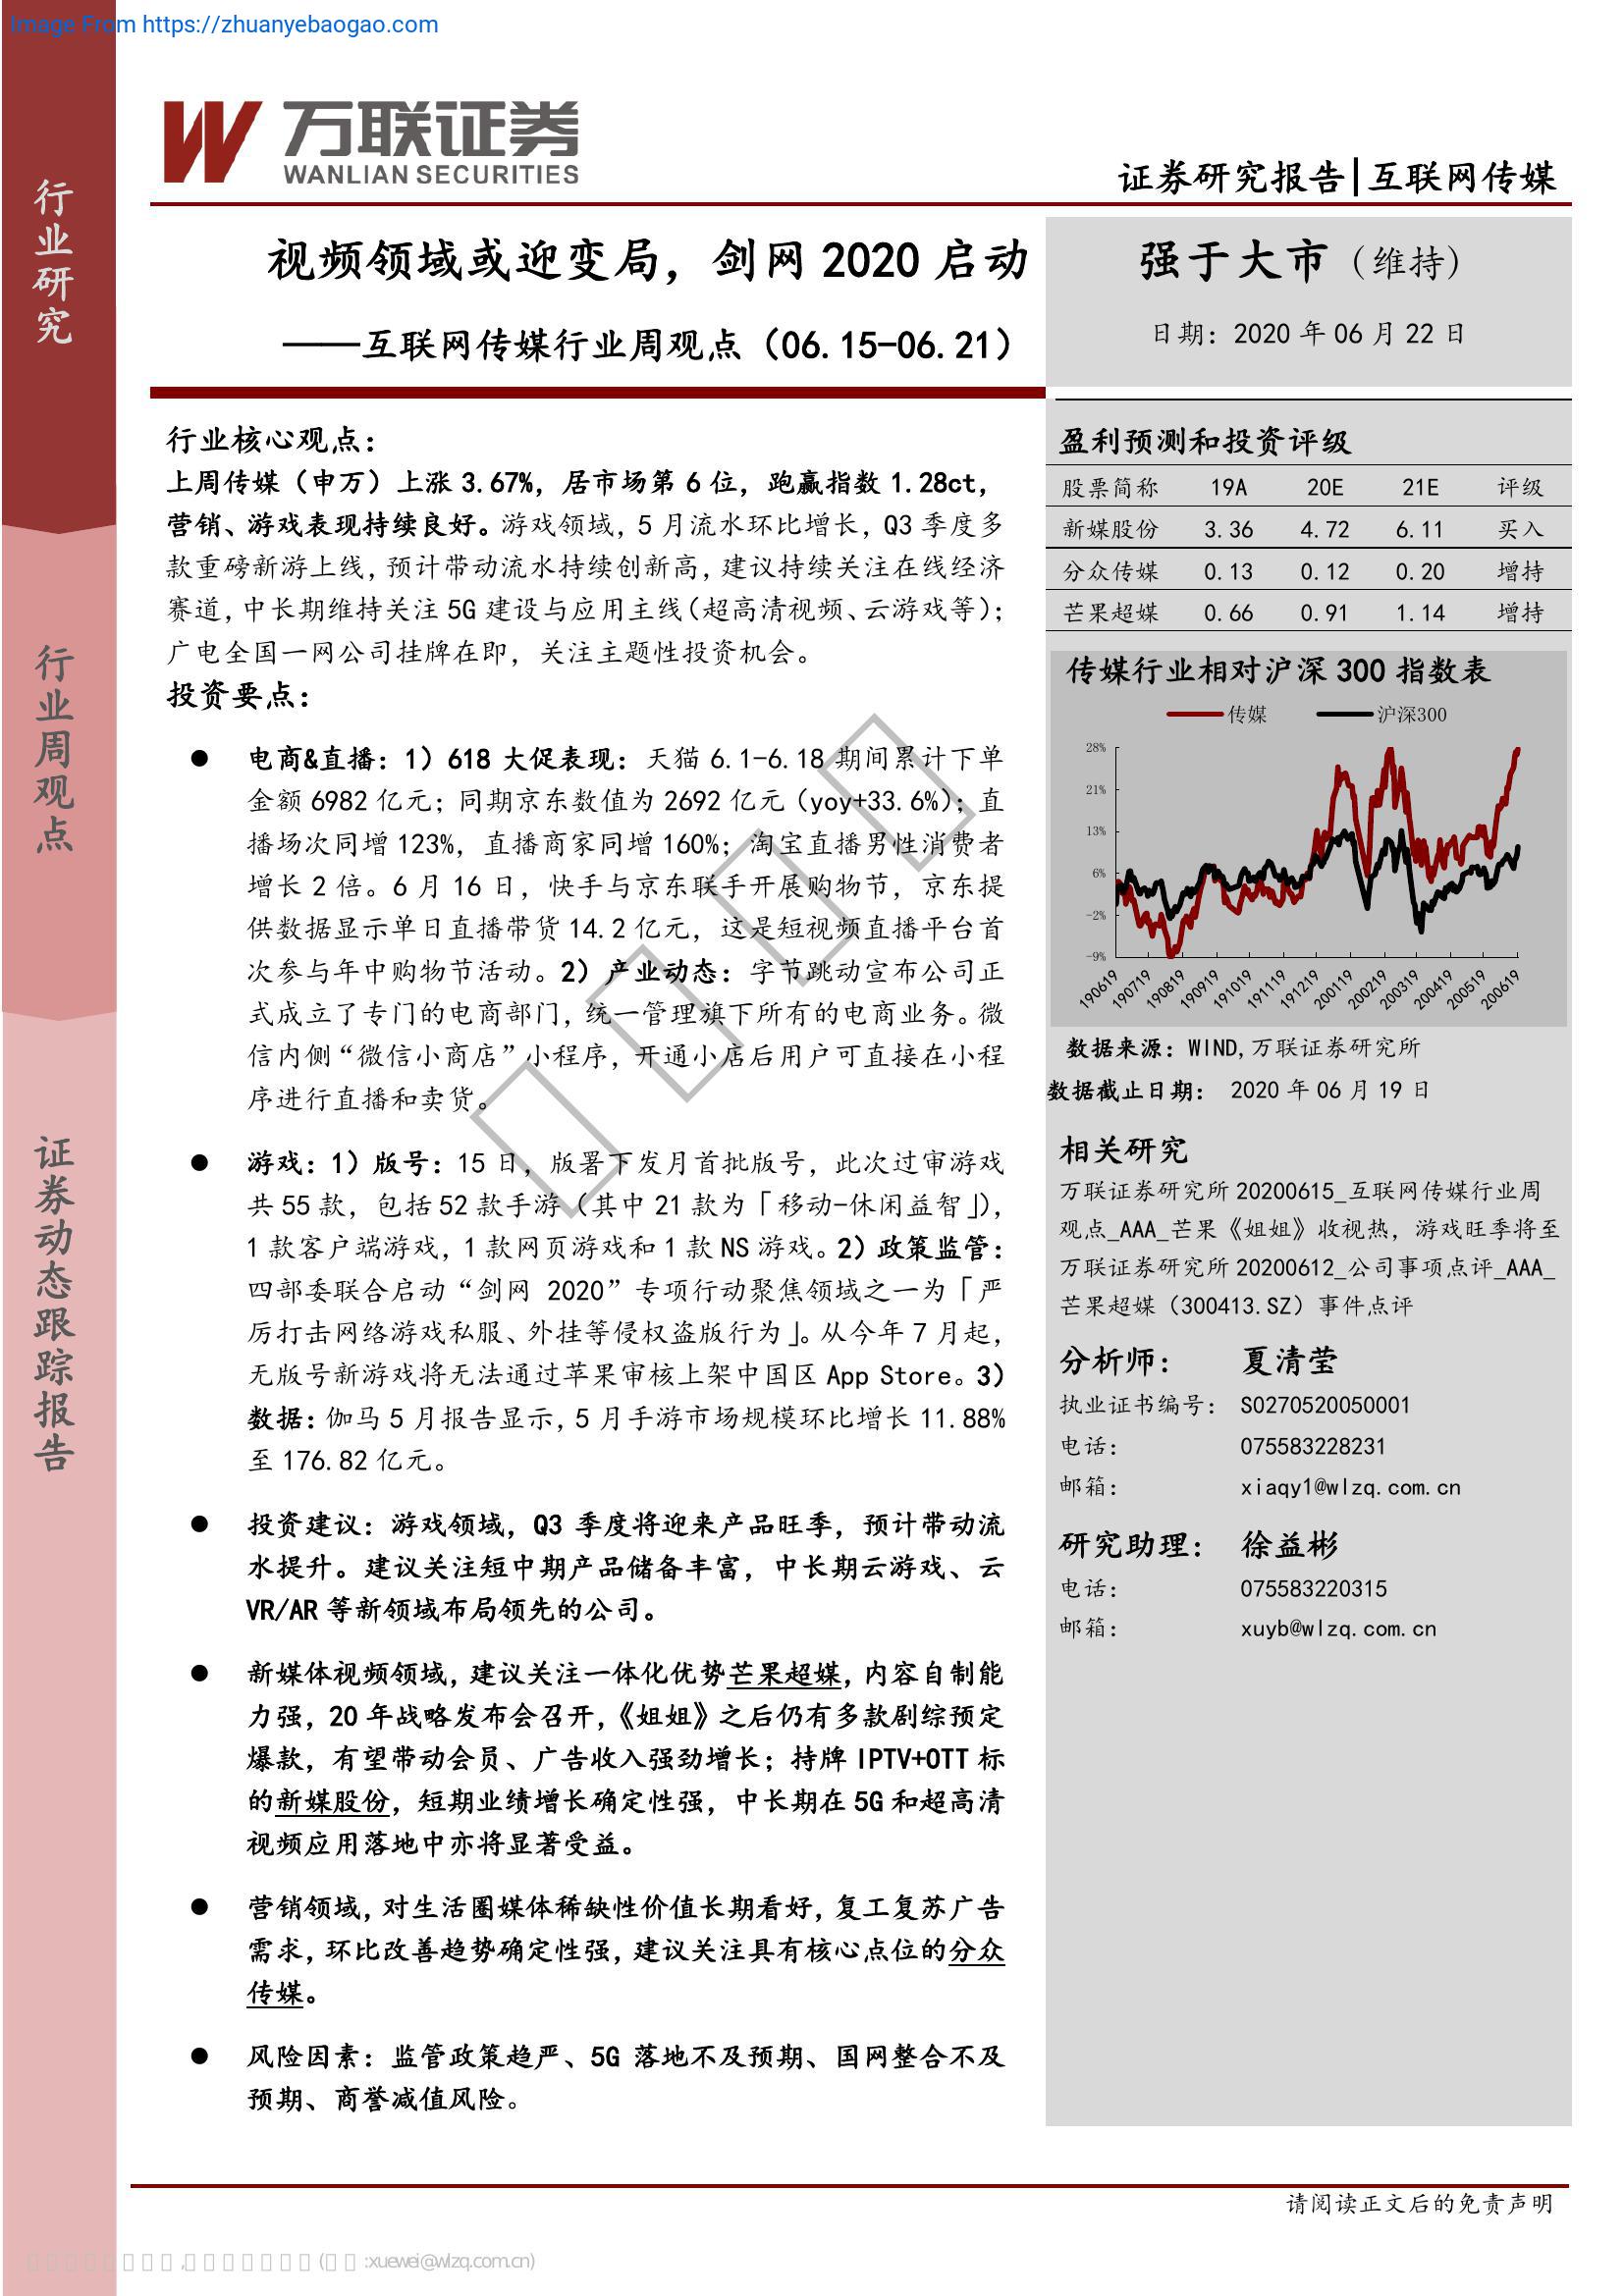 Image From https://zhuanyebaogao.com
万联证券
WANLIAN SECURITIES
证券研究报告|互联网传媒
行业研究
行业周观点
证券动态跟踪报告
视频领域或迎变局，剑网 2020 启动
——互联网传媒行业周观点（06.15-06.21）
强于大市（维持）
日期：2020 年 06 月 22 日
行业核心观点：
上周传媒（申万）上涨 3.67%，居市场第 6 位，跑赢指数 1.28ct，
营销、游戏表现持续良好。游戏领域，5 月流水环比增长，Q3 季度多
款重磅新游上线，预计带动流水持续创新高，建议持续关注在线经济
赛道，中长期维持关注 5G 建设与应用主线（超高清视频、云游戏等）；
广电全国一网公司挂牌在即，关注主题性投资机会。
投资要点：
● 电商&直播：1）618 大促表现：天猫 6.1-6.18 期间累计下单
金额 6982 亿元；同期京东数值为 2692 亿元（yoy+33.6%）；直
播场次同增 123%，直播商家同增 160%；淘宝直播男性消费者
增长 2 倍。6 月 16 日，快手与京东联手开展购物节，京东提
供数据显示单日直播带货 14.2 亿元，这是短视频直播平台首
次参与年中购物节活动。2）产业动态：字节跳动宣布公司正
式成立了专门的电商部门，统一管理旗下所有的电商业务。微
信内侧“微信小商店”小程序，开通小店后用户可直接在小程
序进行直播和卖货。
● 游戏：1）版号：15 日，版署下发月首批版号，此次过审游戏
共 55 款，包括 52 款手游（其中 21 款为「移动-休闲益智」），
1 款客户端游戏，1 款网页游戏和 1 款 NS 游戏。2）政策监管：
四部委联合启动“剑网 2020”专项行动聚焦领域之一为「严
厉打击网络游戏私服、外挂等侵权盗版行为」。从今年 7 月起，
无版号新游戏将无法通过苹果审核上架中国区 App Store。3）
数据：伽马 5 月报告显示，5 月手游市场规模环比增长 11.88%
至 176.82 亿元。
● 投资建议：游戏领域，Q3 季度将迎来产品旺季，预计带动流
水提升。建议关注短中期产品储备丰富，中长期云游戏、云
VR/AR 等新领域布局领先的公司。
● 新媒体视频领域，建议关注一体化优势芒果超媒，内容自制能
力强，20 年战略发布会召开，《姐姐》之后仍有多款剧综预定
爆款，有望带动会员、广告收入强劲增长；持牌 IPTV+OTT 标
的新媒股份，短期业绩增长确定性强，中长期在 5G 和超高清
视频应用落地中亦将显著受益。
● 营销领域，对生活圈媒体稀缺性价值长期看好，复工复苏广告
需求，环比改善趋势确定性强，建议关注具有核心点位的分众
传媒。
● 风险因素：监管政策趋严、5G 落地不及预期、国网整合不及
预期、商誉减值风险。
盈利预测和投资评级
股票简称 19A 20E 21E 评级
新媒股份 3.36 4.72 6.11 买入
分众传媒 0.13 0.12 0.20 增持
芒果超媒 0.66 0.91 1.14 增持
传媒行业相对沪深 300 指数表
传媒 沪深300
28%
21%
13%
6%
-2%
-9%
190619 190719 190819 190919 191019 191119 191219 200119 200219 200319 200419 200519 200619
数据来源：WIND,万联证券研究所
数据截止日期： 2020 年 06 月 19 日
相关研究
万联证券研究所 20200615_互联网传媒行业周
观点_AAA_芒果《姐姐》收视热，游戏旺季将至
万联证券研究所 20200612_公司事项点评_AAA_
芒果超媒（300413.SZ）事件点评
分析师： 夏清莹
执业证书编号： S0270520050001
电话： 075583228231
邮箱： xiaqy1@wlzq.com.cn
研究助理： 徐益彬
电话： 075583220315
邮箱： xuyb@wlzq.com.cn
请阅读正文后的免责声明
:xuewei@wlzq.com.cn)